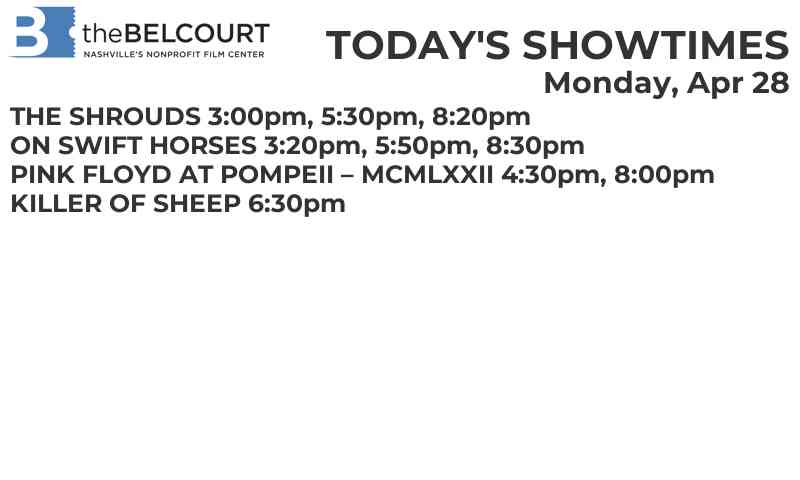 B theBELCOURT
NASHVILLE'S NONPROFIT FILM CENTER
TODAY'S SHOWTIMES
Monday, Apr 28
THE SHROUDS 3:00pm, 5:30pm, 8:20pm
ON SWIFT HORSES 3:20pm, 5:50pm, 8:30pm
PINK FLOYD AT POMPEII – MCMLXXII 4:30pm, 8:00pm
KILLER OF SHEEP 6:30pm